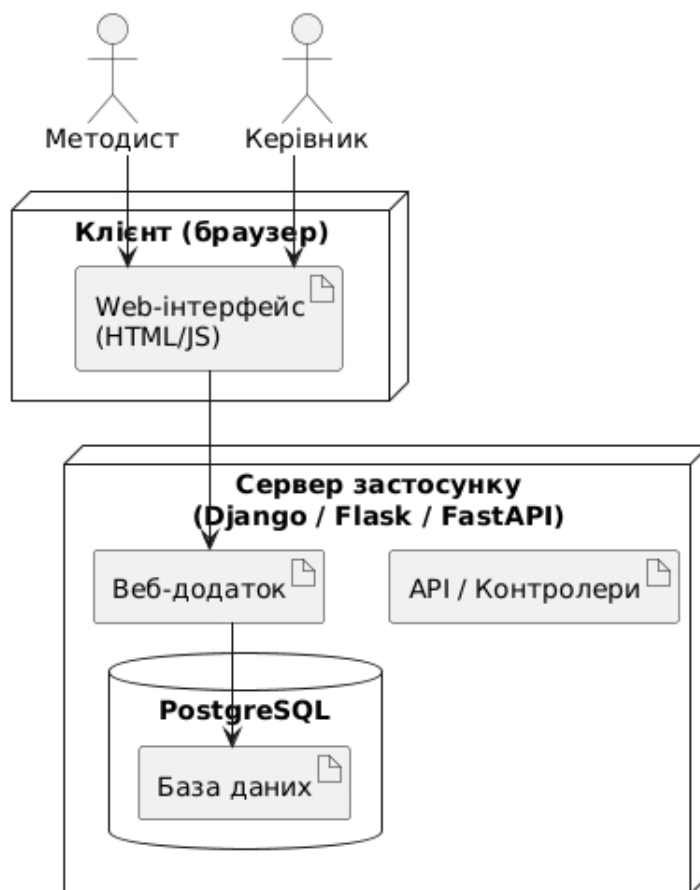 Методист
Керівник
Клієнт (браузер)
Web-інтерфейс
(HTML/JS)
Сервер застосунку
(Django / Flask / FastAPI)
Веб-додаток
API / Контролери
PostgreSQL
База даних